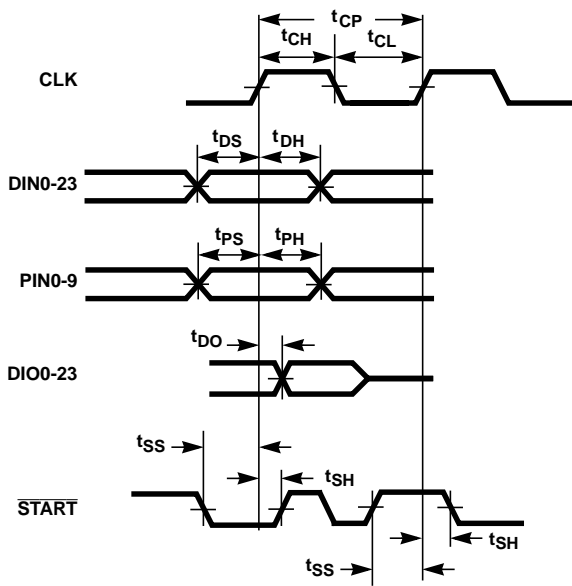 tCP
tCH
tCL
CLK
tDS
tDH
DIN0-23
tPS
tPH
PIN0-9
tDO
DIO0-23
tSS
tSH
START
tSH
tSS